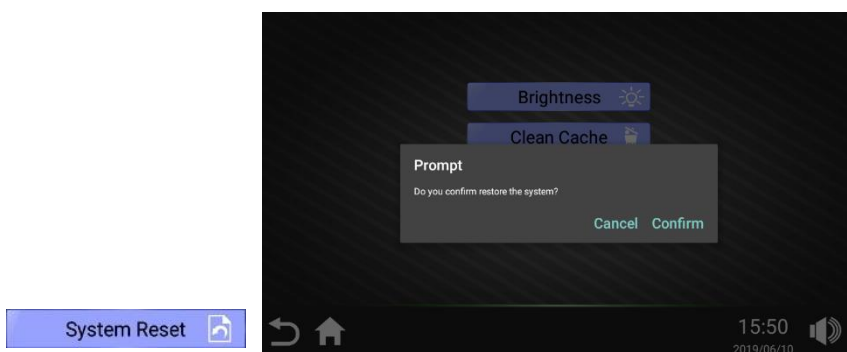 Brightness
Clean Cache
Prompt
Do you confirm restore the system?
Cancel Confirm
System Reset
15:50
2019/06/10